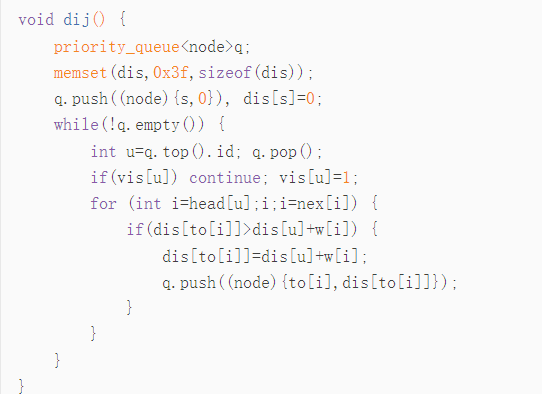 void dij() {
    priority_queue<node>q;
    memset(dis,0x3f,sizeof(dis));
    q.push((node){s,0}), dis[s]=0;
    while(!q.empty()) {
        int u=q.top().id; q.pop();
        if(vis[u]) continue; vis[u]=1;
        for (int i=head[u];i;i=nex[i]) {
            if(dis[to[i]]>dis[u]+w[i]) {
                dis[to[i]]=dis[u]+w[i];
                q.push((node){to[i],dis[to[i]]});
            }
        }
    }
}